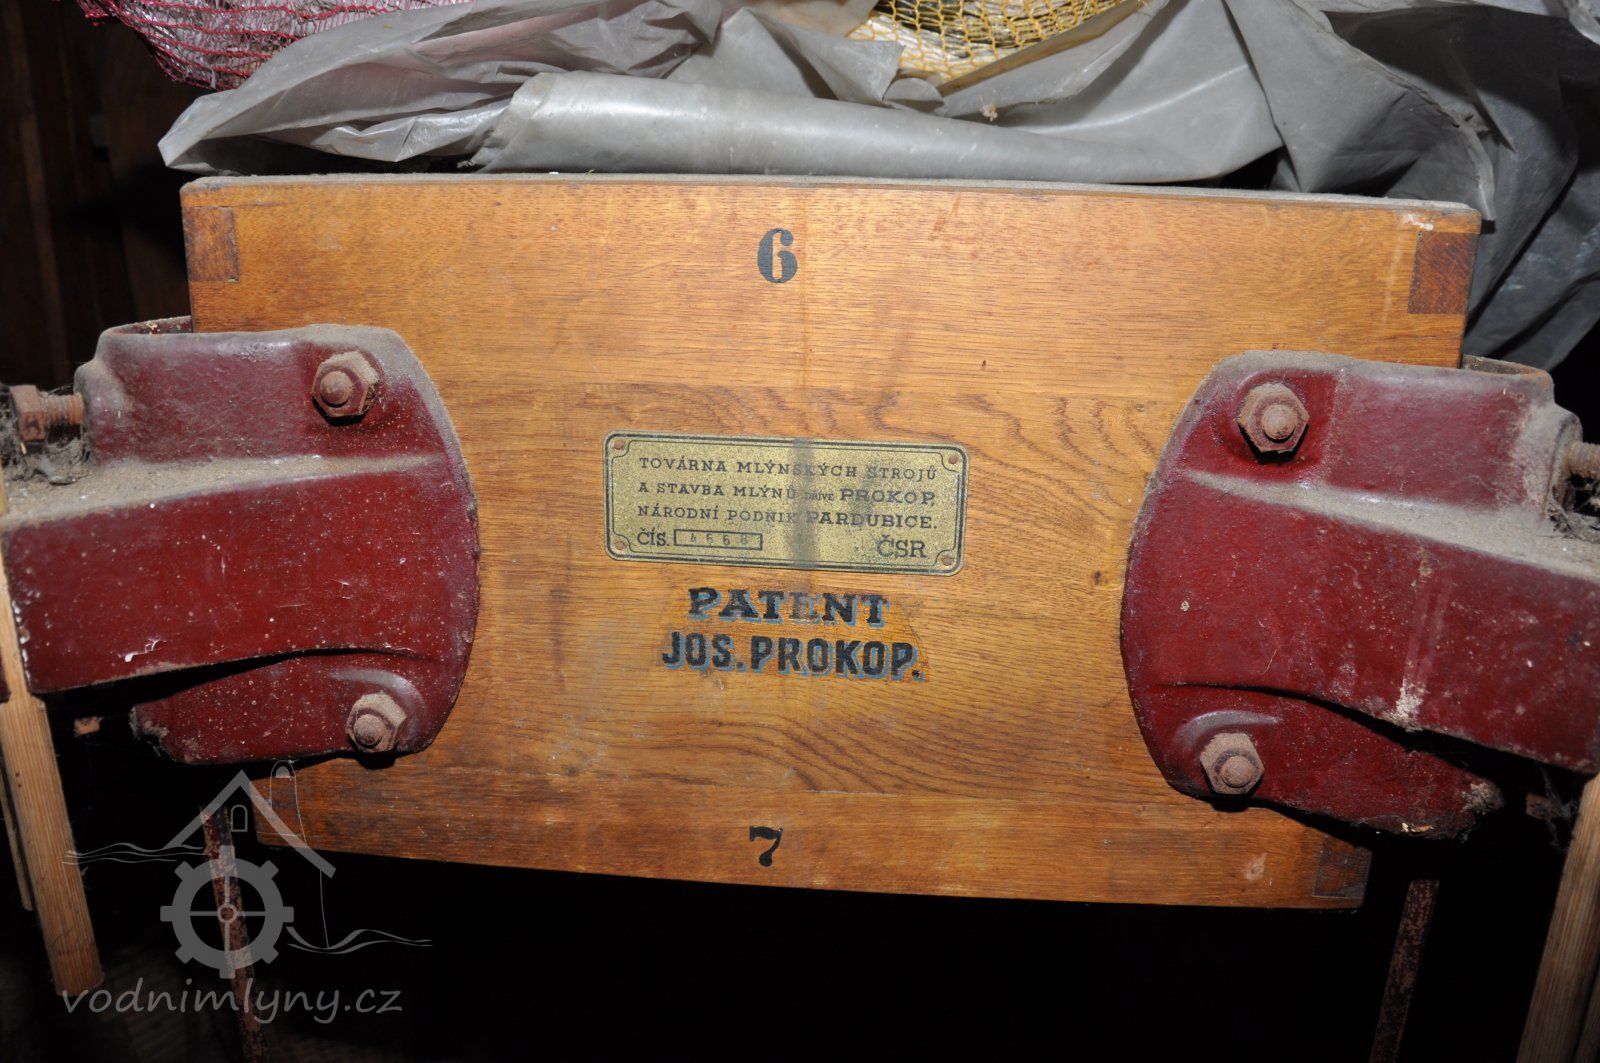 6
TOVÁRNA MLÝNSKÝCH STROJŮ
A STAVBA MLÝNŮ DŘÍVE PROKOP,
NÁRODNÍ PODNIK PARDUBICE.
ČÍS. 4568 ČSR
PATENT
JOS. PROKOP.
7
vodnimlyny.cz